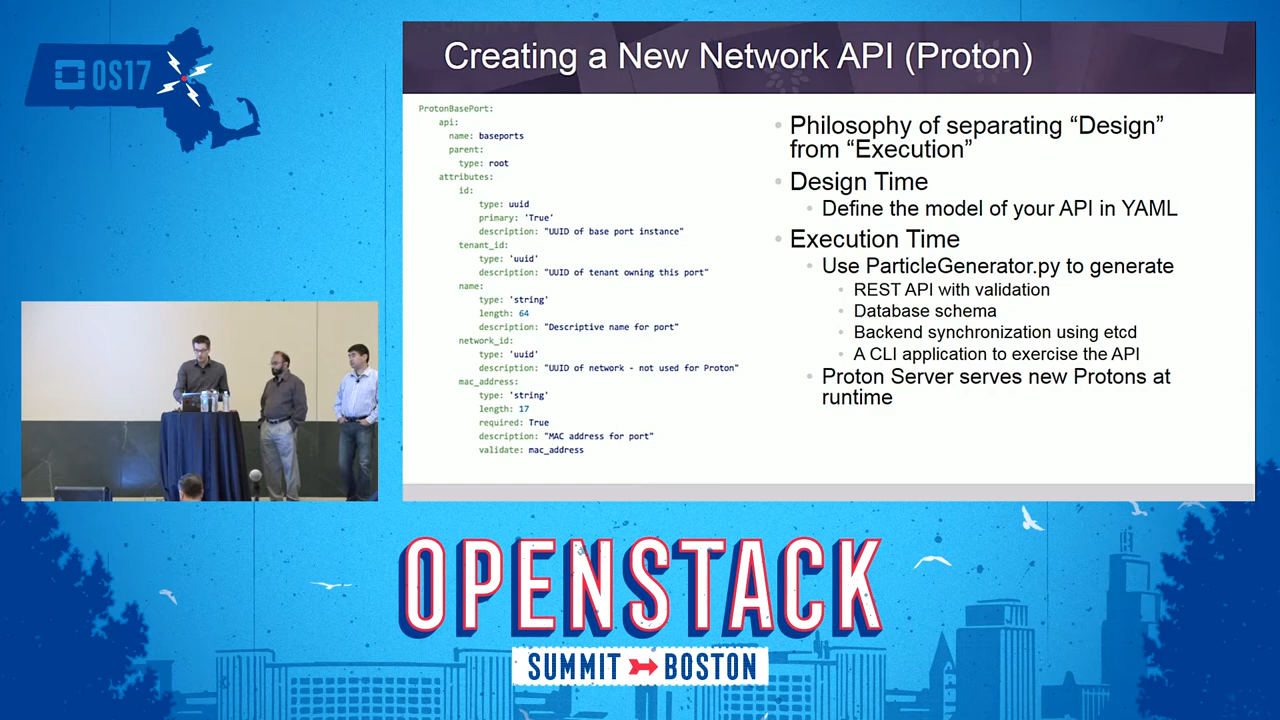 OS17
Creating a New Network API (Proton)
ProtonBasePort:
api:
name: baseports
parent:
type: root
attributes:
id:
type: uuid
primary: 'True'
description: "UUID of base port instance"
tenant_id:
type: 'uuid'
description: "UUID of tenant owning this port"
name:
type: 'string'
length: 64
description: "Descriptive name for port"
network_id:
type: 'uuid'
description: "UUID of network - not used for Proton"
mac_address:
type: 'string'
length: 17
required: True
description: "MAC address for port"
validate: mac_address
Philosophy of separating “Design”
from “Execution”
Design Time
Define the model of your API in YAML
Execution Time
Use ParticleGenerator.py to generate
REST API with validation
Database schema
Backend synchronization using etcd
A CLI application to exercise the API
Proton Server serves new Protons at
runtime
OPENSTACK
SUMMIT BOSTON